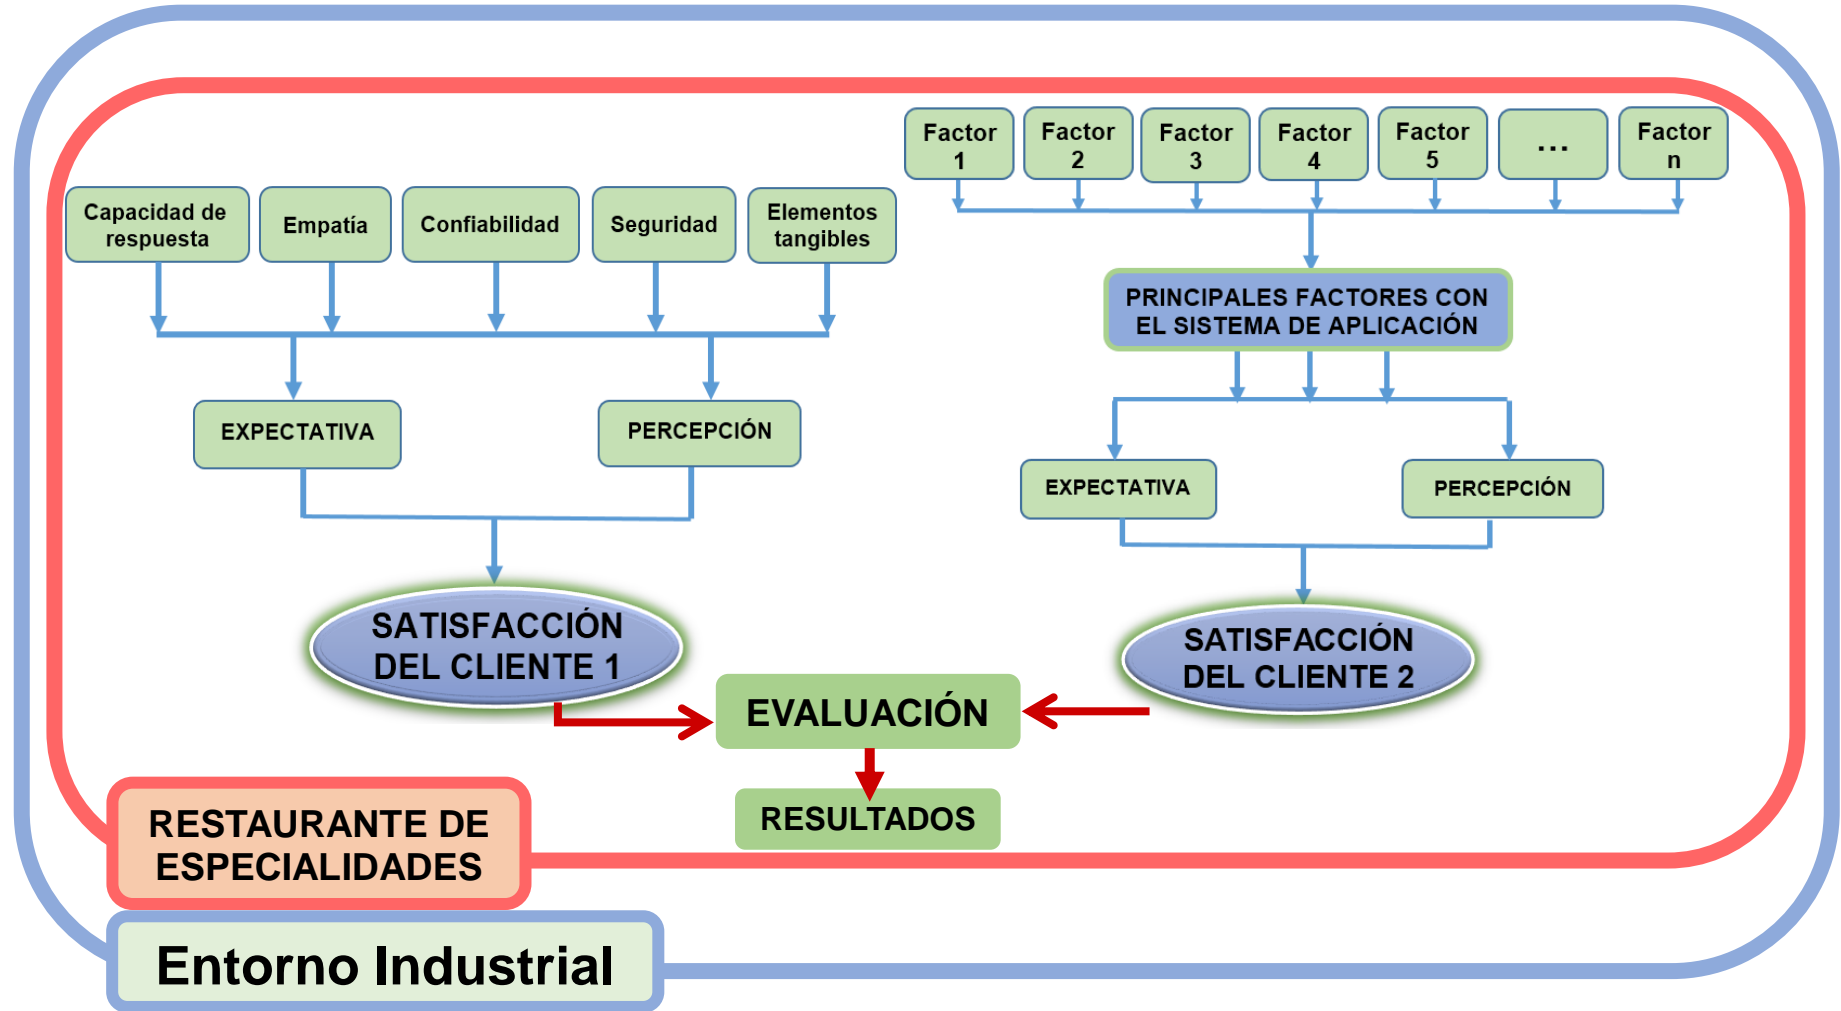 Factor
1
Factor
2
Factor
3
Factor
4
Factor
5
...
Factor
n
Capacidad de
respuesta
Empatía
Confiabilidad
Seguridad
Elementos
tangibles
PRINCIPALES FACTORES CON
EL SISTEMA DE APLICACIÓN
EXPECTATIVA
PERCEPCIÓN
EXPECTATIVA
PERCEPCIÓN
SATISFACCIÓN
DEL CLIENTE 1
SATISFACCIÓN
DEL CLIENTE 2
EVALUACIÓN
RESULTADOS
RESTAURANTE DE
ESPECIALIDADES
Entorno Industrial